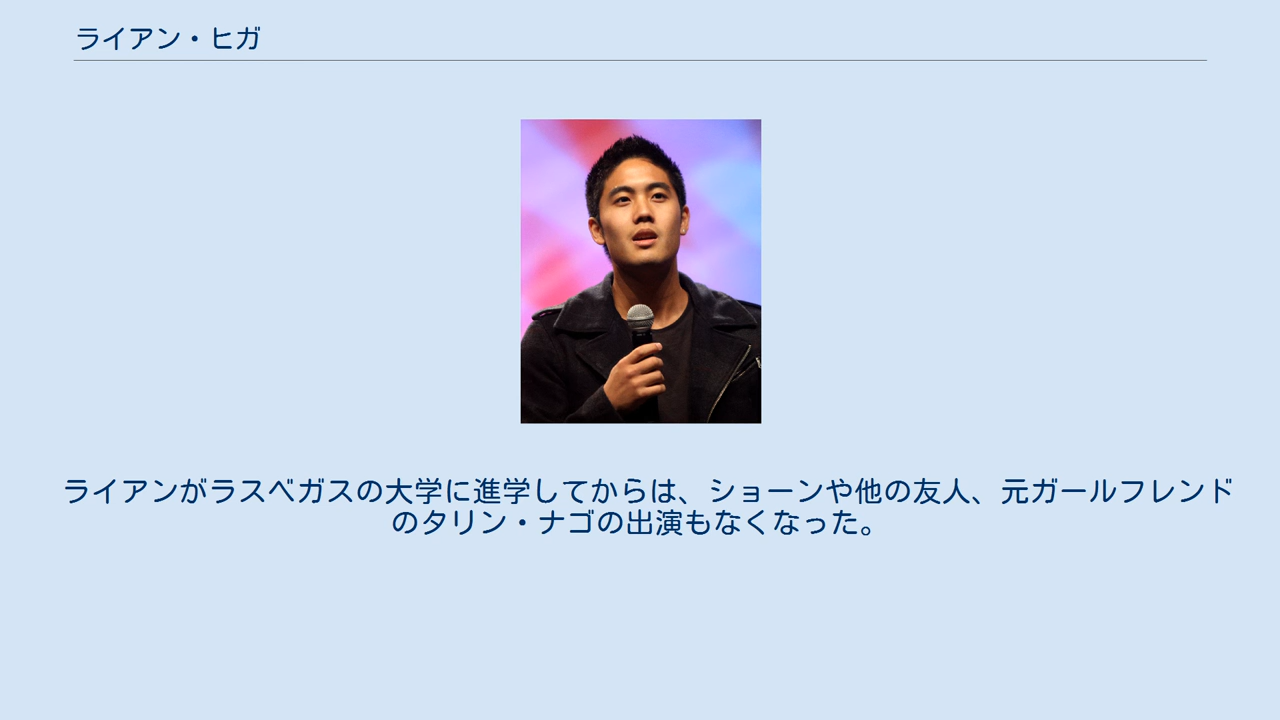 ライアン・ヒガ
ライアンがラスベガスの大学に進学してからは、ショーンや他の友人、元ガールフレンド
のタリン・ナゴの出演もなくなった。